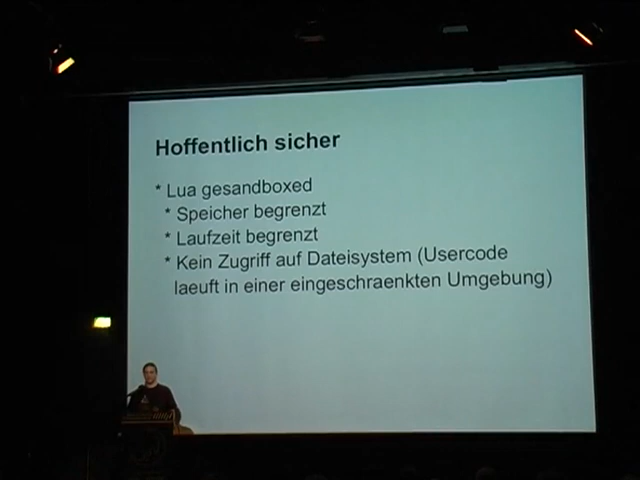 Hoffentlich sicher
* Lua gesandboxed
* Speicher begrenzt
* Laufzeit begrenzt
* Kein Zugriff auf Dateisystem (Usercode
laeuft in einer eingeschraenkten Umgebung)